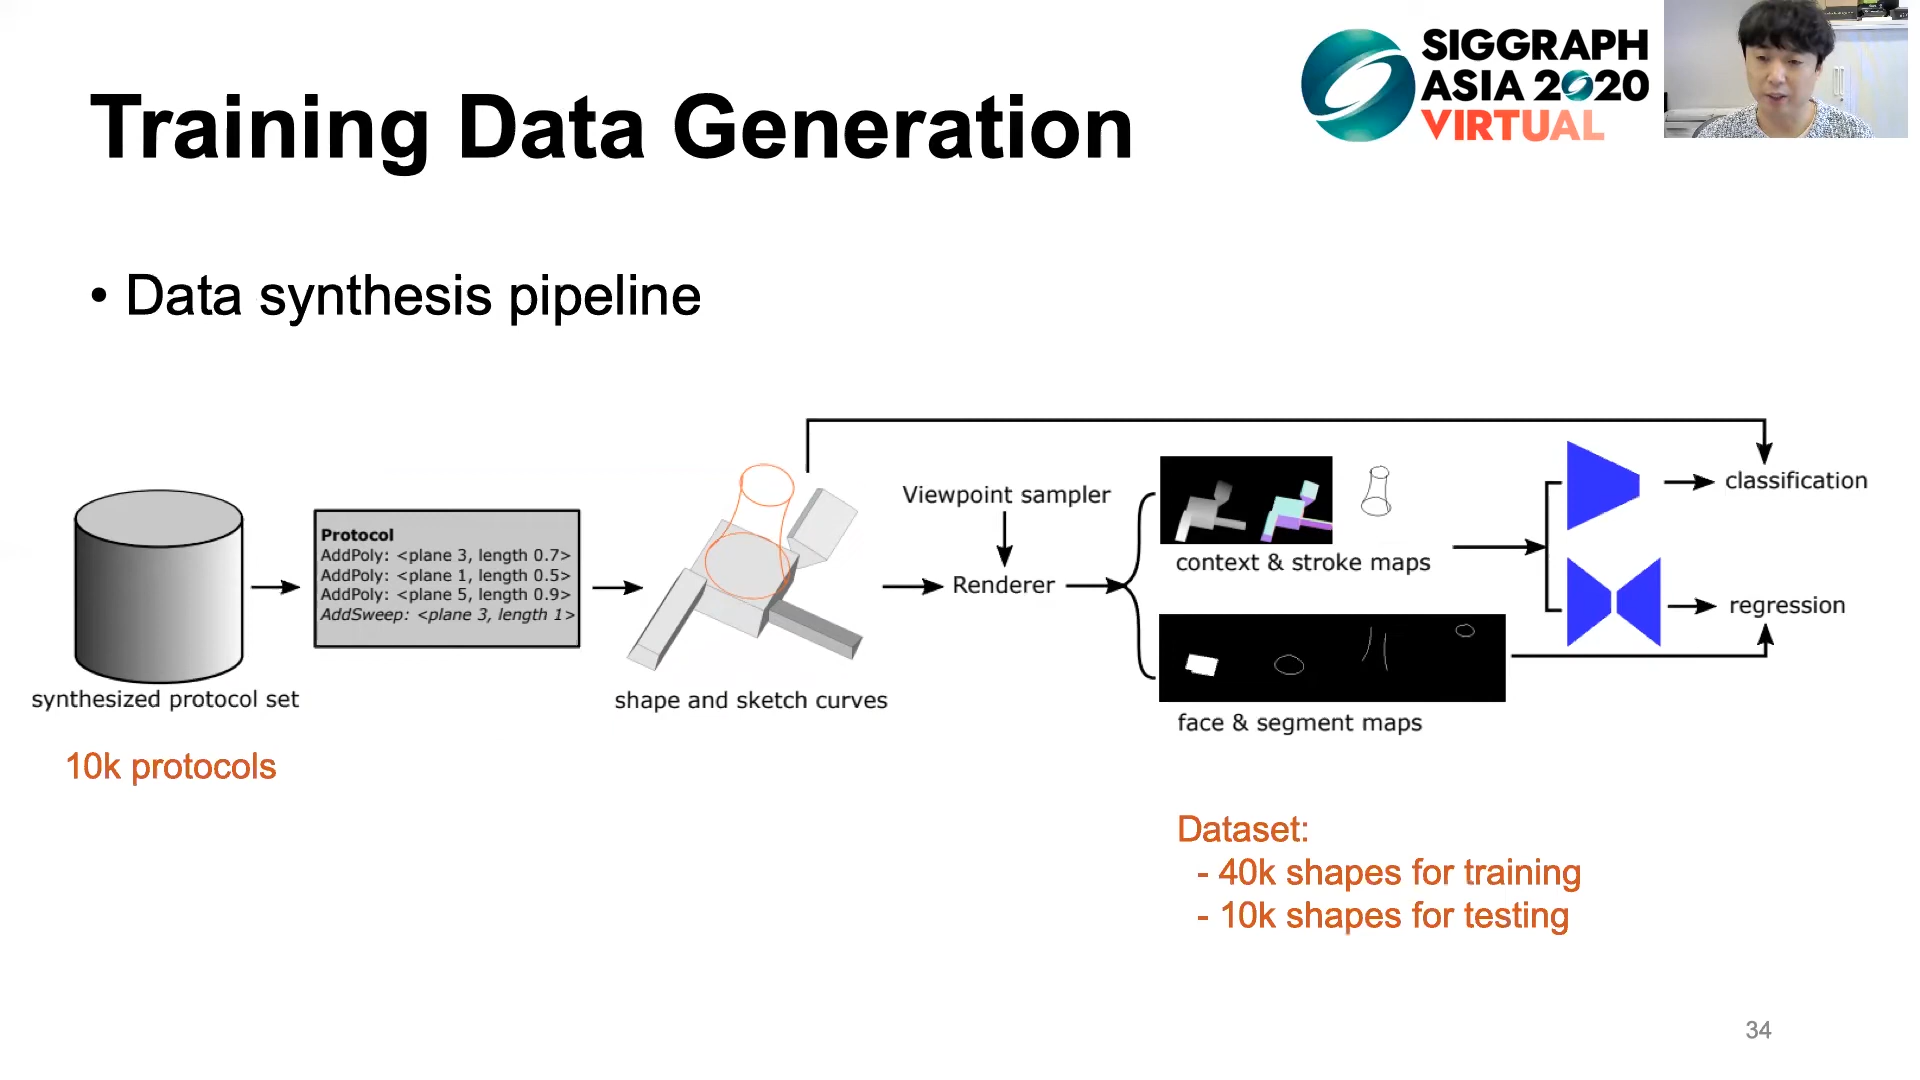 SIGGRAPH
ASIA 2020
VIRTUAL
Training Data Generation
• Data synthesis pipeline
synthesized protocol set
10k protocols
Protocol
AddPoly: <plane 3, length 0.7>
AddPoly: <plane 1, length 0.5>
AddPoly: <plane 5, length 0.9>
AddSweep: <plane 3, length 1>
shape and sketch curves
Viewpoint sampler
Renderer
context & stroke maps
face & segment maps
classification
regression
Dataset:
- 40k shapes for training
- 10k shapes for testing
34